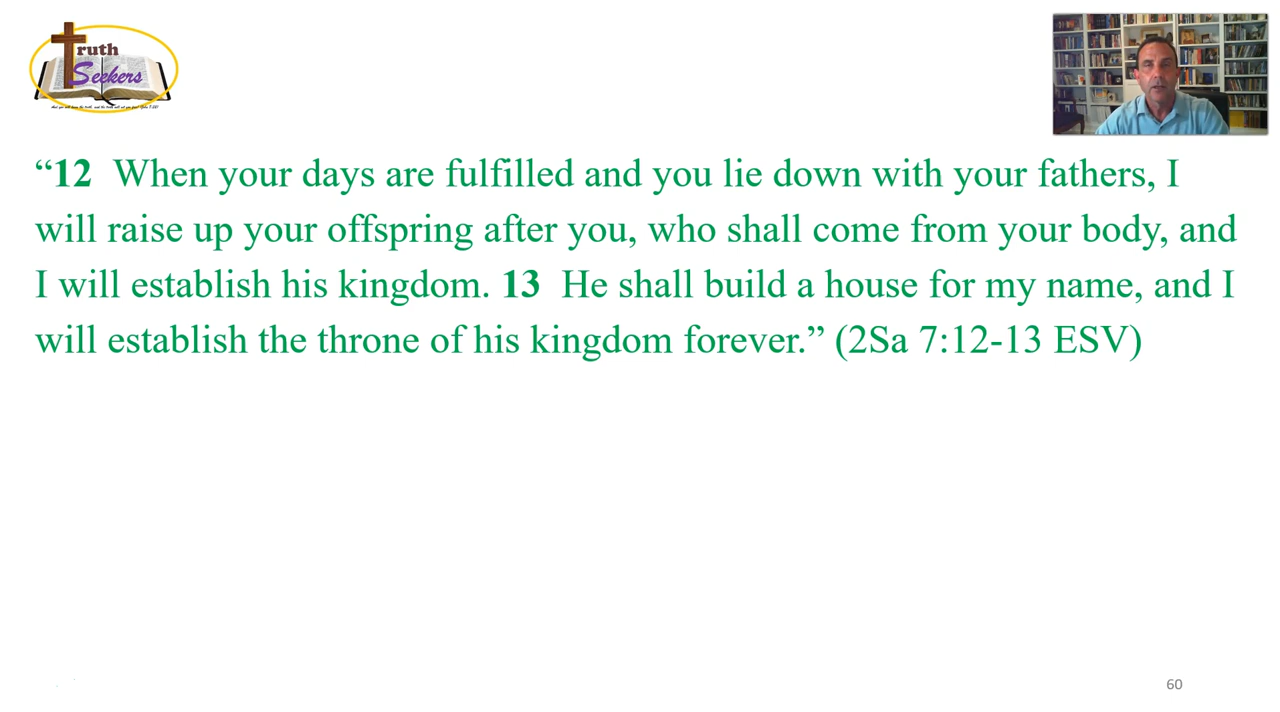 Truth
Seekers
“12 When your days are fulfilled and you lie down with your fathers, I
will raise up your offspring after you, who shall come from your body, and
I will establish his kingdom. 13 He shall build a house for my name, and I
will establish the throne of his kingdom forever.” (2Sa 7:12-13 ESV)
60